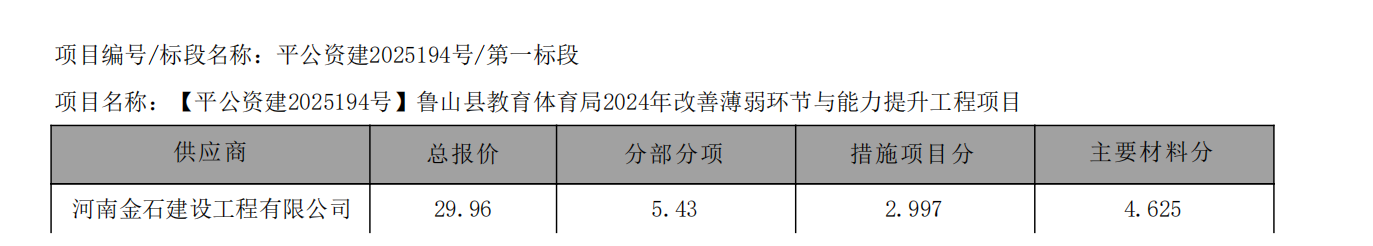 项目编号/标段名称：平公资建2025194号/第一标段
项目名称：【平公资建2025194号】鲁山县教育体育局2024年改善薄弱环节与能力提升工程项目
供应商 总报价 分部分项 措施项目分 主要材料分
河南金石建设工程有限公司 29.96 5.43 2.997 4.625